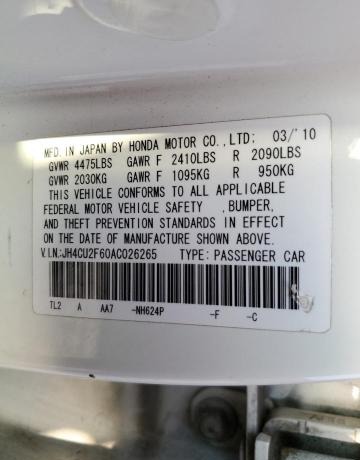 MFD. IN JAPAN BY HONDA MOTOR CO.,LTD; 03/'10
GVWR 4475LBS GAWR F 2410LBS R 2090LBS
GVWR 2030KG GAWR F 1095KG R 950KG
THIS VEHICLE CONFORMS TO ALL APPLICABLE
FEDERAL MOTOR VEHICLE SAFETY ,BUMPER,
AND THEFT PREVENTION STANDARDS IN EFFECT
ON THE DATE OF MANUFACTURE SHOWN ABOVE.
V.I.N:JH4CU2F60AC026265 TYPE: PASSENGER CAR
TL2 A AA7 -NH624P -F -C